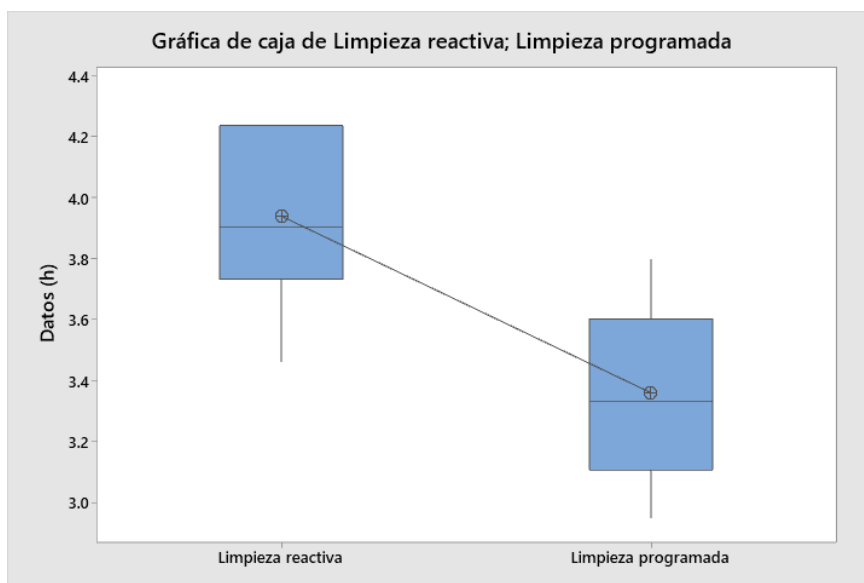 Gráfica de caja de Limpieza reactiva; Limpieza programada
4.4
4.2
4.0
3.8
3.6
3.4
3.2
3.0
Datos (h)
Limpieza reactiva
Limpieza programada